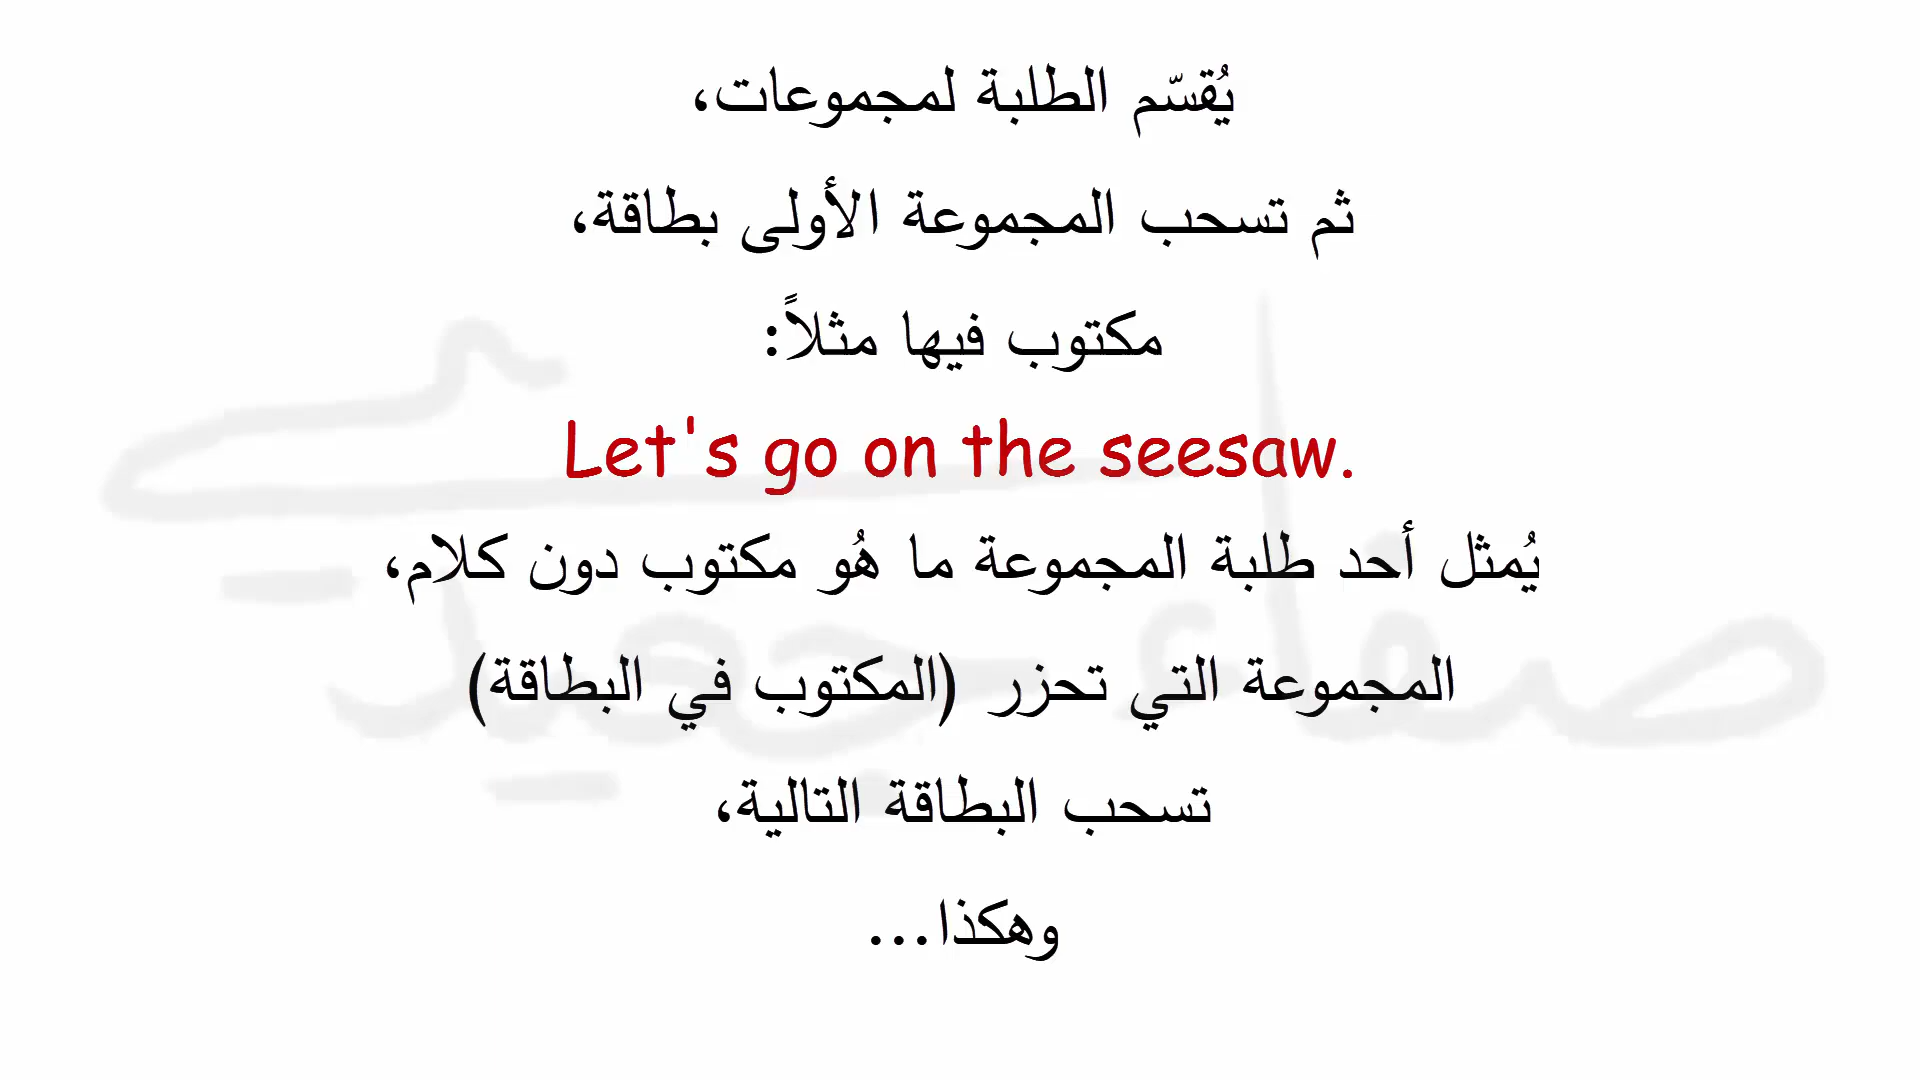 يُقسّم الطلبة لمجموعات،
ثم تسحب المجموعة الأولى بطاقة،
مكتوب فيها مثلاً:
Let's go on the seesaw.
يُمثل أحد طلبة المجموعة ما هُو مكتوب دون كلام،
المجموعة التي تحزر (المكتوب في البطاقة)
تسحب البطاقة التالية،
وهكذا...